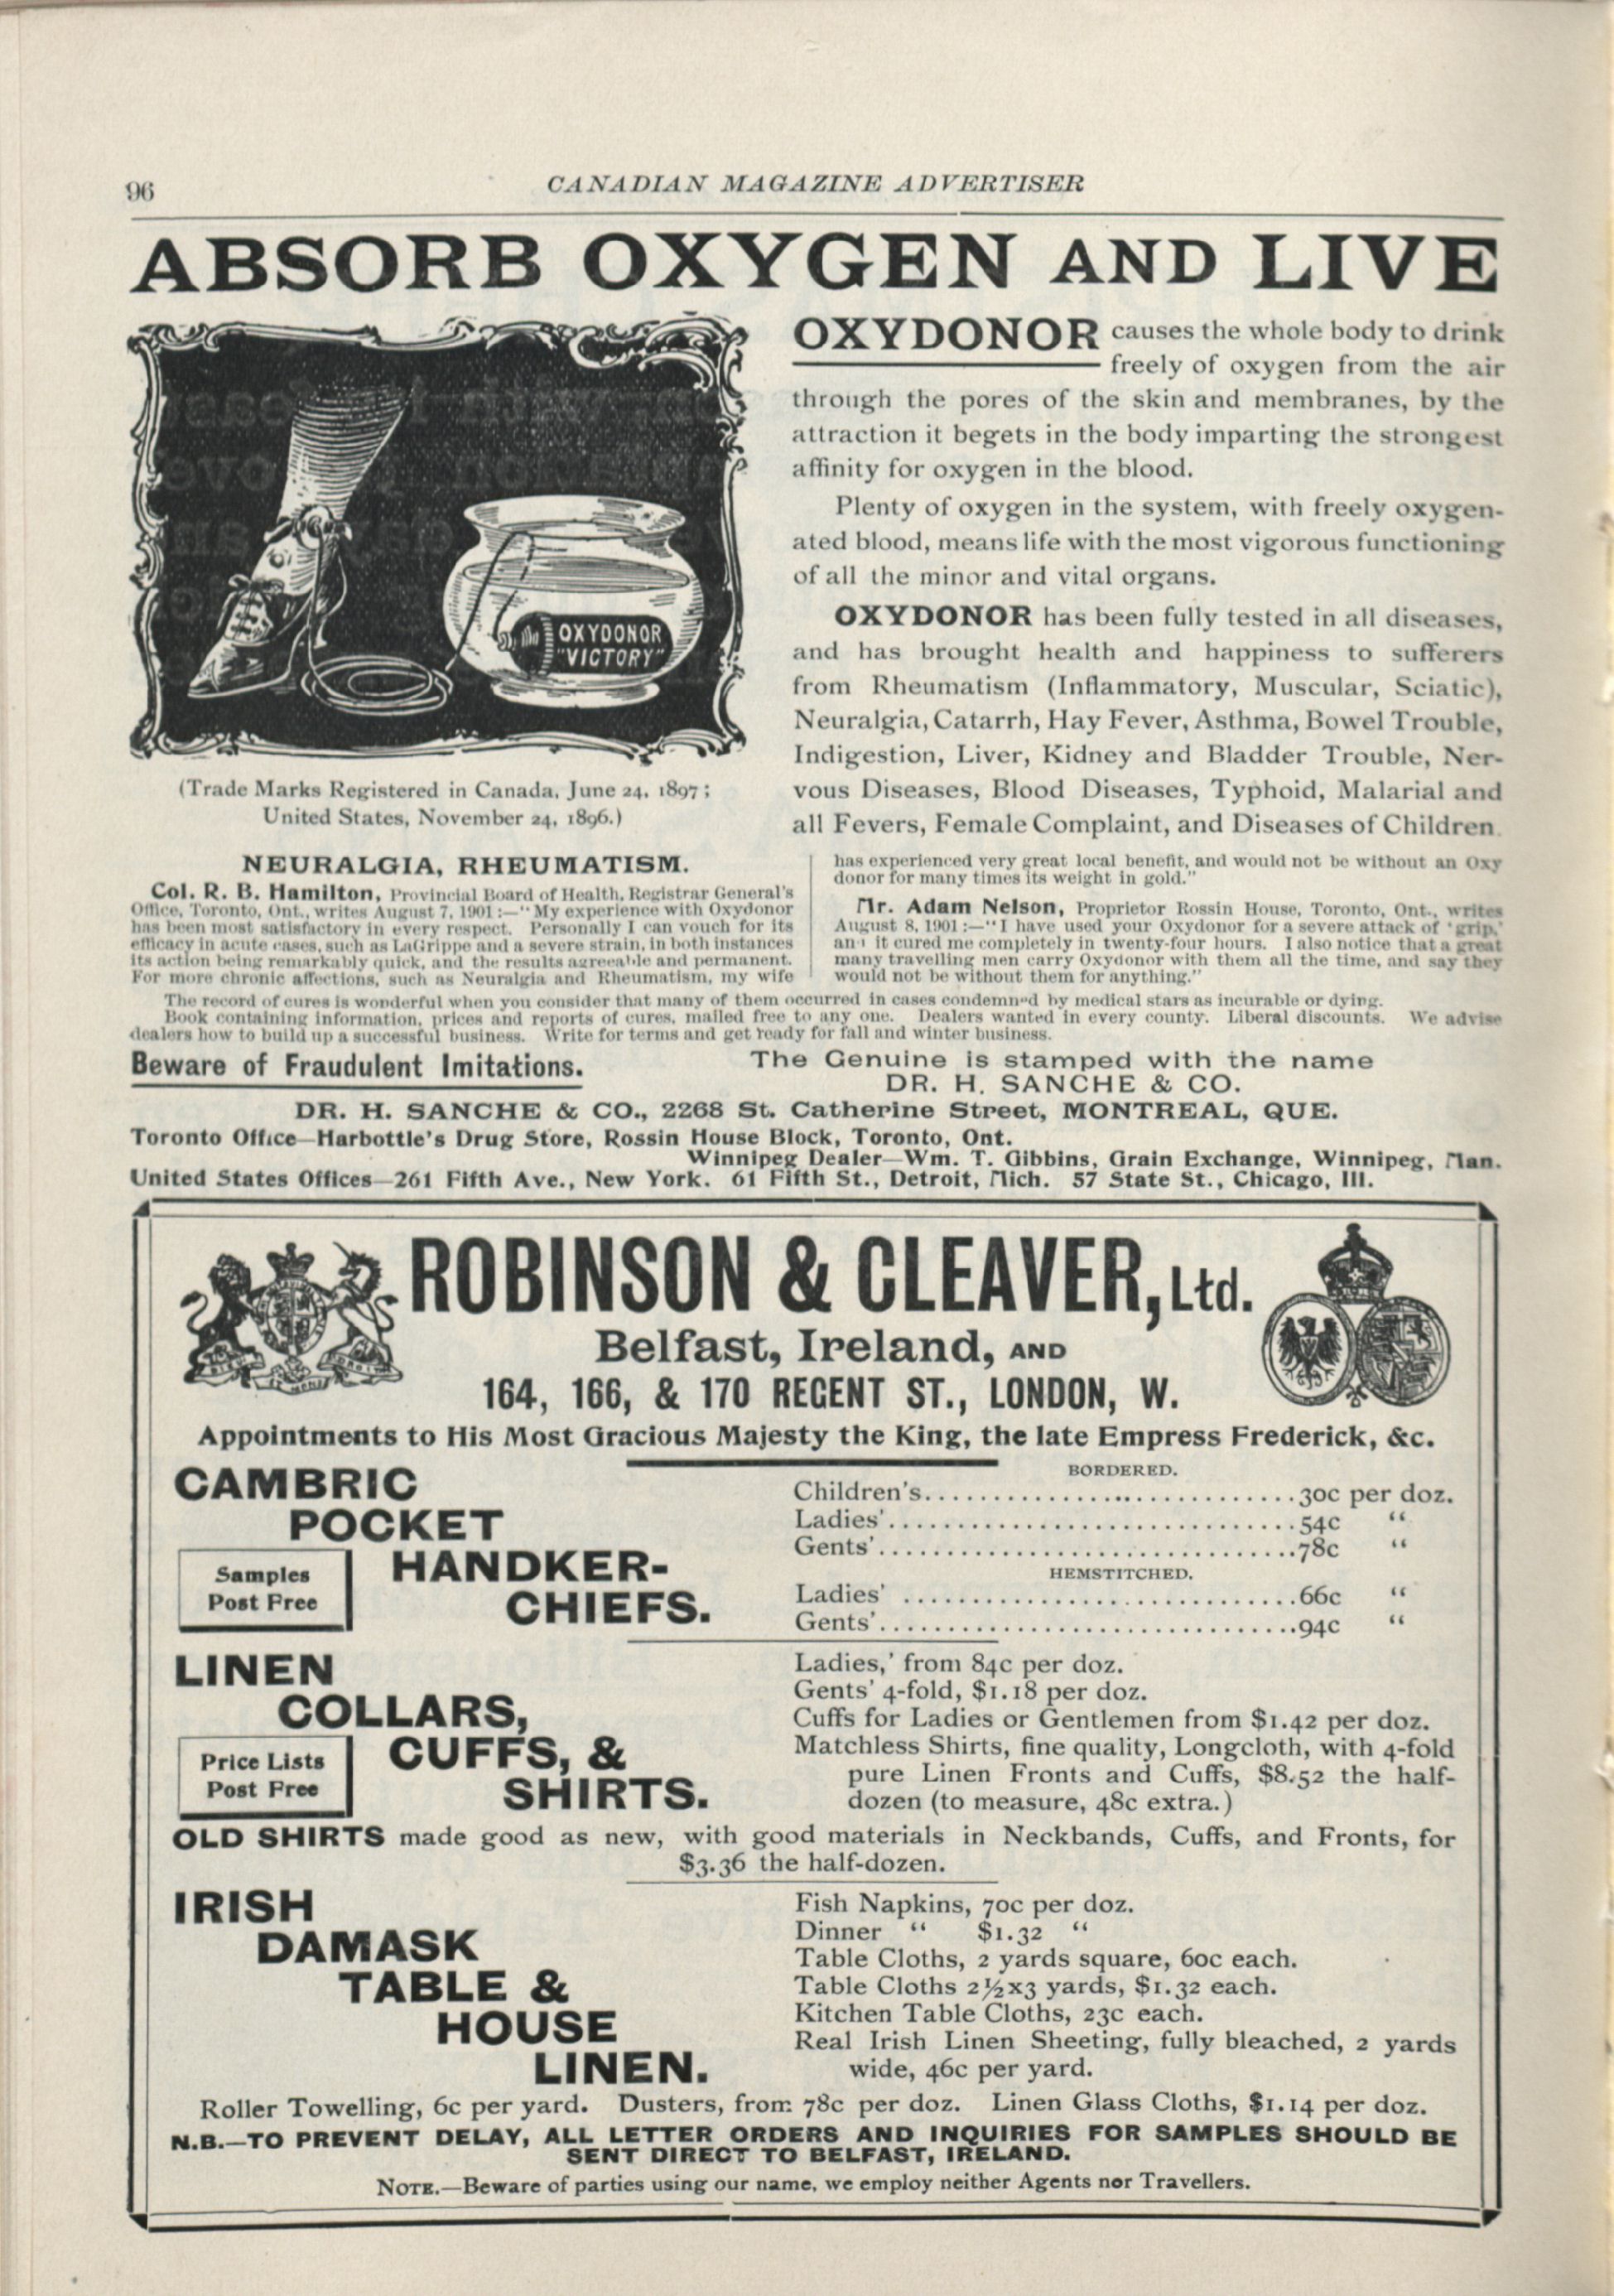 96
CANADIAN MAGAZINE ADVERTISER
ABSORB OXYGEN AND LIVE
OXYDONOR
"VICTORY"
(Trade Marks Registered in Canada, June 24, 1897;
United States, November 24, 1896.)
OXYDONOR causes the whole body to drink
freely of oxygen from the air
through the pores of the skin and membranes, by the
attraction it begets in the body imparting the strongest
affinity for oxygen in the blood.
Plenty of oxygen in the system, with freely oxygen-
ated blood, means life with the most vigorous functioning
of all the minor and vital organs.
OXYDONOR has been fully tested in all diseases,
and has brought health and happiness to sufferers
from Rheumatism (Inflammatory, Muscular, Sciatic),
Neuralgia, Catarrh, Hay Fever, Asthma, Bowel Trouble,
Indigestion, Liver, Kidney and Bladder Trouble, Ner-
vous Diseases, Blood Diseases, Typhoid, Malarial and
all Fevers, Female Complaint, and Diseases of Children.
NEURALGIA, RHEUMATISM.
Col. R. B. Hamilton, Provincial Board of Health, Registrar General's
Office, Toronto, Ont., writes August 7, 1901:—"My experience with Oxydonor
has been most satisfactory in every respect. Personally I can vouch for its
efficacy in acute cases, such as LaGrippe and a severe strain, in both instances
its action being remarkably quick, and the results agreeable and permanent.
For more chronic affections, such as Neuralgia and Rheumatism, my wife
has experienced very great local benefit, and would not be without an Oxy
donor for many times its weight in gold."
Mr. Adam Nelson, Proprietor Rossin House, Toronto, Ont., writes
August 8, 1901:—"I have used your Oxydonor for a severe attack of 'grip,'
and it cured me completely in twenty-four hours. I also notice that a great
many travelling men carry Oxydonor with them all the time, and say they
would not be without them for anything."
The record of cures is wonderful when you consider that many of them occurred in cases condemned by medical stars as incurable or dying.
Book containing information, prices and reports of cures, mailed free to any one. Dealers wanted in every county. Liberal discounts. We advise
dealers how to build up a successful business. Write for terms and get ready for fall and winter business.
Beware of Fraudulent Imitations.
The Genuine is stamped with the name
DR. H. SANCHE & CO.
DR. H. SANCHE & CO., 2268 St. Catherine Street, MONTREAL, QUE.
Toronto Office—Harbottle's Drug Store, Rossin House Block, Toronto, Ont.
Winnipeg Dealer—Wm. T. Gibbins, Grain Exchange, Winnipeg, Man.
United States Offices—261 Fifth Ave., New York. 61 Fifth St., Detroit, Mich. 57 State St., Chicago, Ill.
ROBINSON & CLEAVER, Ltd.
Belfast, Ireland, AND
164, 166, & 170 REGENT ST., LONDON, W.
Appointments to His Most Gracious Majesty the King, the late Empress Frederick, &c.
CAMBRIC
POCKET
HANDKER-
CHIEFS.
Samples
Post Free
BORDERED.
Children's..............................30c per doz.
Ladies'..............................54c "
Gents'..............................78c "
HEMSTITCHED.
Ladies' ..............................66c "
Gents'..............................94c "
LINEN
COLLARS,
CUFFS, &
SHIRTS.
Price Lists
Post Free
Ladies,' from 84c per doz.
Gents' 4-fold, $1.18 per doz.
Cuffs for Ladies or Gentlemen from $1.42 per doz.
Matchless Shirts, fine quality, Longcloth, with 4-fold
pure Linen Fronts and Cuffs, $8.52 the half-
dozen (to measure, 48c extra.)
OLD SHIRTS made good as new, with good materials in Neckbands, Cuffs, and Fronts, for
$3.36 the half-dozen.
IRISH
DAMASK
TABLE &
HOUSE
LINEN.
Fish Napkins, 70c per doz.
Dinner " $1.32 "
Table Cloths, 2 yards square, 60c each.
Table Cloths 2½x3 yards, $1.32 each.
Kitchen Table Cloths, 23c each.
Real Irish Linen Sheeting, fully bleached, 2 yards
wide, 46c per yard.
Roller Towelling, 6c per yard. Dusters, from 78c per doz. Linen Glass Cloths, $1.14 per doz.
N.B.—TO PREVENT DELAY, ALL LETTER ORDERS AND INQUIRIES FOR SAMPLES SHOULD BE
SENT DIRECT TO BELFAST, IRELAND.
NOTE.—Beware of parties using our name, we employ neither Agents nor Travellers.